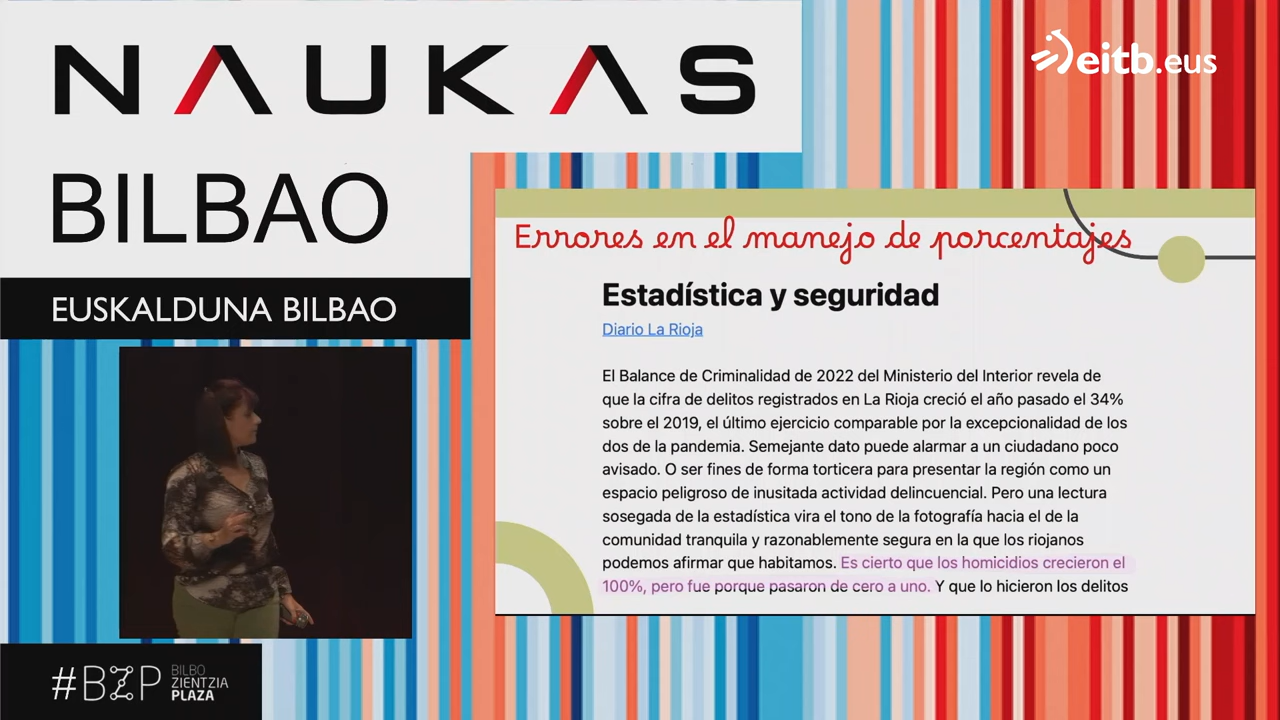 NAUKAS
BILBAO
EUSKALDUNA BILBAO
eitb.eus
Errores en el manejo de porcentajes
Estadística y seguridad
Diario La Rioja
El Balance de Criminalidad de 2022 del Ministerio del Interior revela de
que la cifra de delitos registrados en La Rioja creció el año pasado el 34%
sobre el 2019, el último ejercicio comparable por la excepcionalidad de los
dos de la pandemia. Semejante dato puede alarmar a un ciudadano poco
avisado. O ser fines de forma torticera para presentar la región como un
espacio peligroso de inusitada actividad delincuencial. Pero una lectura
sosegada de la estadística vira el tono de la fotografía hacia el de la
comunidad tranquila y razonablemente segura en la que los riojanos
podemos afirmar que habitamos. Es cierto que los homicidios crecieron el
100%, pero fue porque pasaron de cero a uno. Y que lo hicieron los delitos
#BZP
BILBO
ZIENTZIA
PLAZA